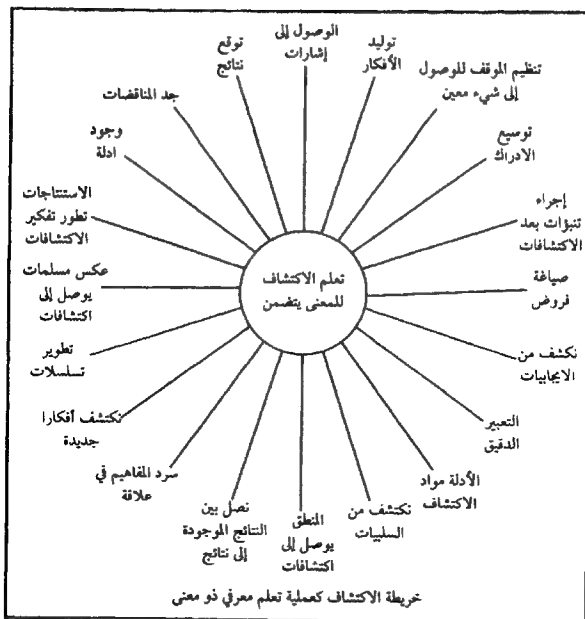 الوصول إلى
إشارات
توليد
الأفكار
تنظيم الموقف للوصول
إلى شيء معين
توسيع
الادراك
إجراء
تنبؤات بعد
الاكتشافات
صياغة
فروض
نكشف من
الايجابيات
التعبير
الدقيق
الأدلة مواد
الاكتشاف
نكتشف من
السلبيات
المنطق
يوصل إلى
اكتشافات
نصل بين
النتائج الموجودة
إلى نتائج
سرد المفاهيم في
علاقة
نكتشف أفكارا
جديدة
تطوير
تسلسلات
عكس مسلمات
يوصل إلى
اكتشافات
الاستنتاجات
تطور تفكير
الاكتشافات
وجود
ادلة
جد المناقضات
توقع
نتائج
تعلم الاكتشاف
للمعنى يتضمن
خريطة الاكتشاف كعملية تعلم معرفي ذو معنى